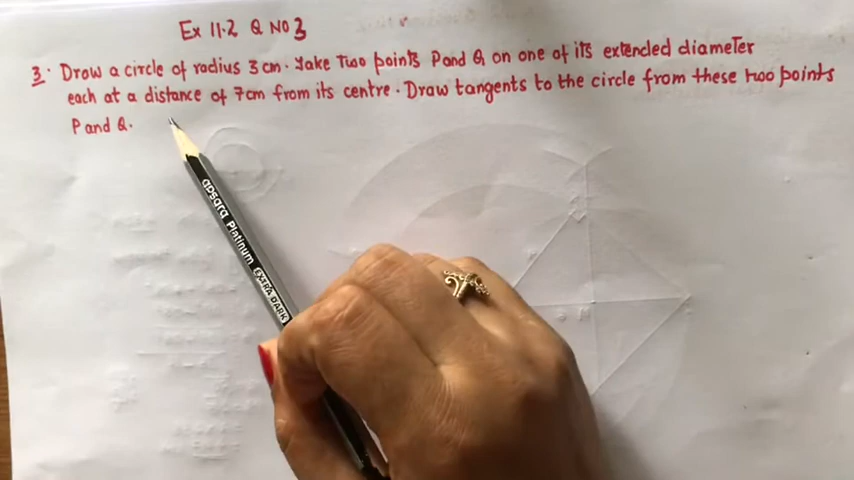 Ex 11.2 Q NO 3
3. Draw a circle of radius 3 cm. Take Two points P and Q on one of its extended diameter
each at a distance of 7cm from its centre. Draw tangents to the circle from these two points
P and Q.
apsara Platinum EXTRA DARK